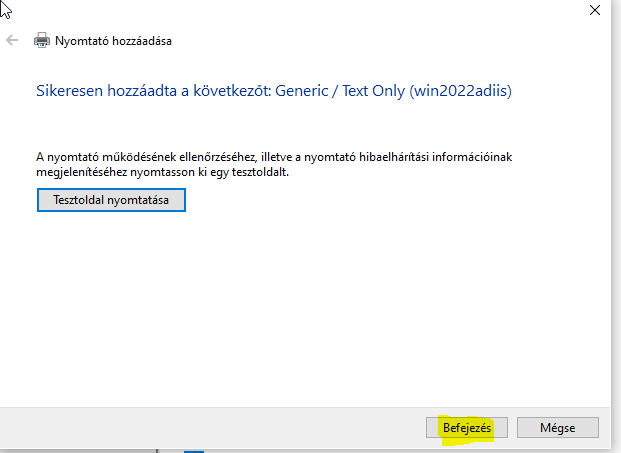 Nyomtató hozzáadása
Sikeresen hozzáadta a következőt: Generic / Text Only (win2022adiis)
A nyomtató működésének ellenőrzéséhez, illetve a nyomtató hibaelhárítási információinak
megjelenítéséhez nyomtasson ki egy tesztoldalt.
Tesztoldal nyomtatása
Befejezés
Mégse